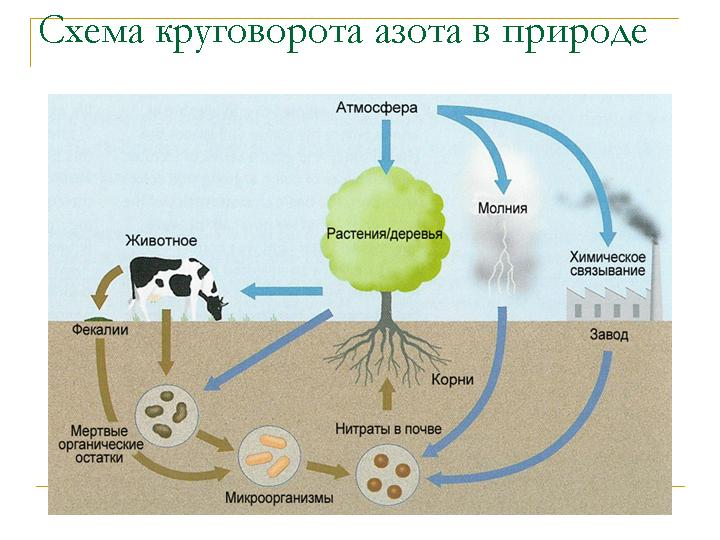 Схема круговорота азота в природе
Атмосфера
Молния
Растения/деревья
Животное
Химическое
связывание
Фекалии
Завод
Корни
Мертвые
органические
остатки
Нитраты в почве
Микроорганизмы